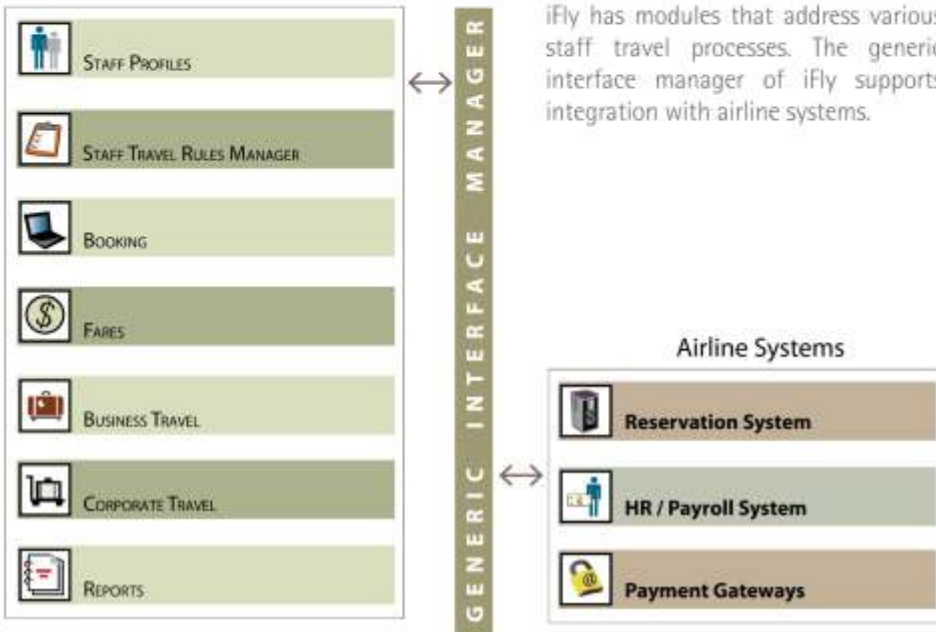 STAFF PROFILES
STAFF TRAVEL RULES MANAGER
BOOKING
FARES
BUSINESS TRAVEL
CORPORATE TRAVEL
REPORTS
GENERIC INTERFACE MANAGER
iFly has modules that address various
staff travel processes. The generic
interface manager of iFly supports
integration with airline systems.
Airline Systems
Reservation System
HR / Payroll System
Payment Gateways